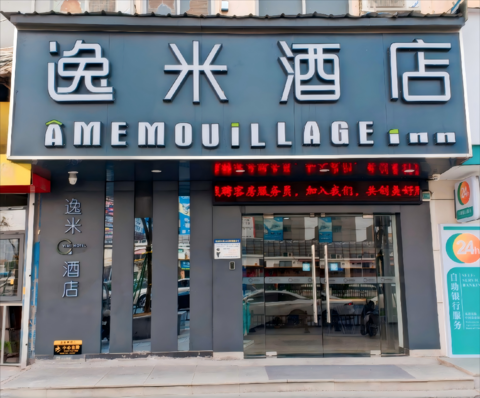 逸米酒店
AMEMOUILLAGE inn
聘客房服务员，加入我们，共创美好
逸米
酒店
24
自助银行服务